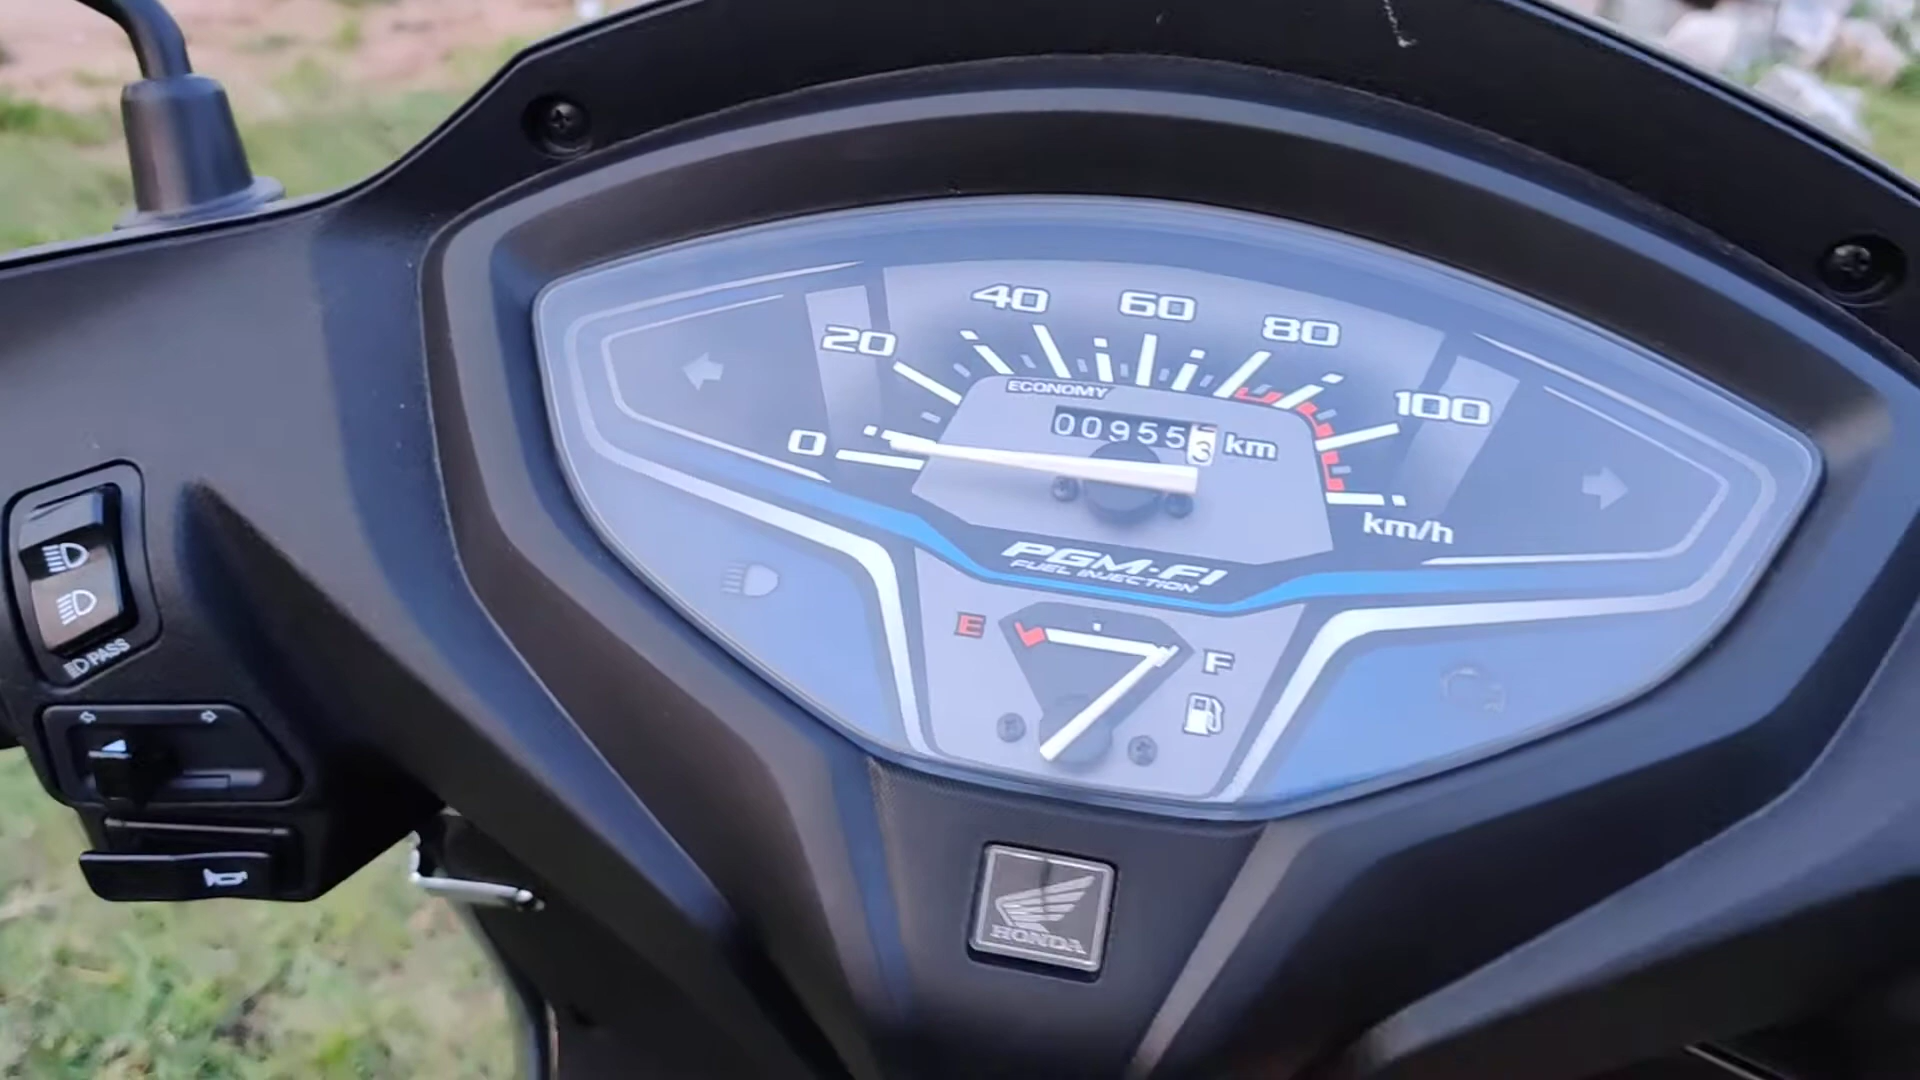 40 60
20 80
ECONOMY
100
009553 km
0
km/h
PGM-FI
FUEL INJECTION
E F
PASS
HONDA